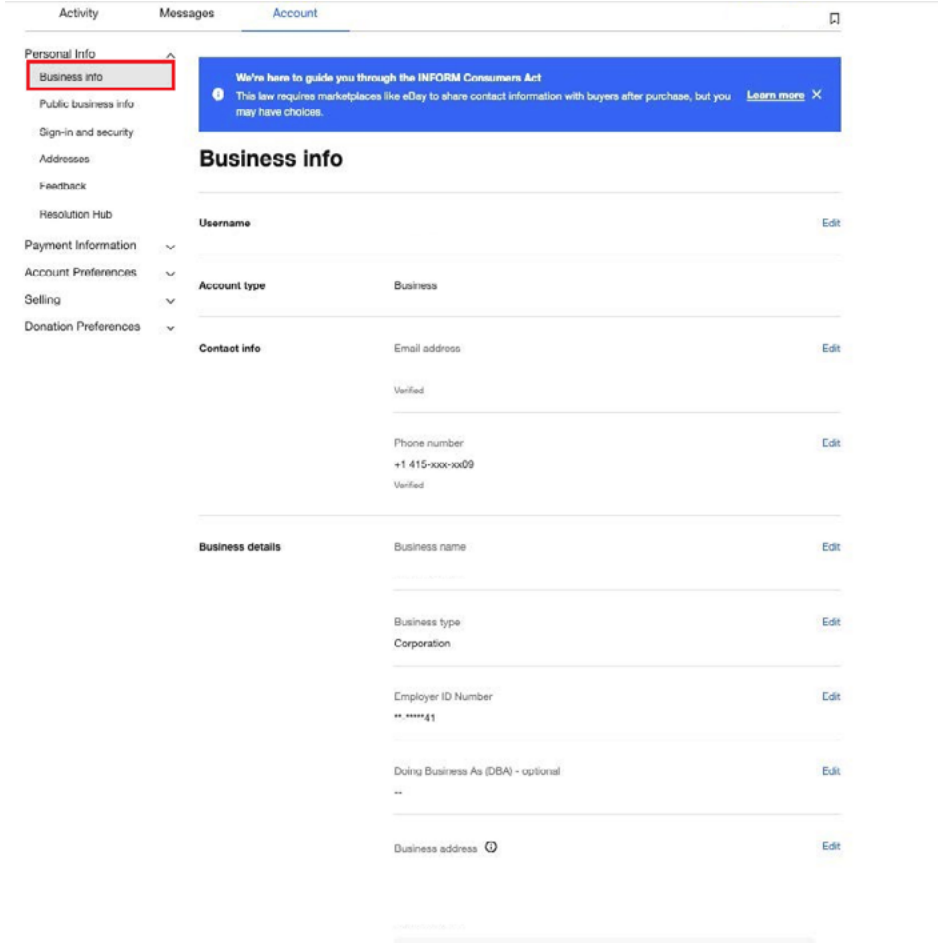 Activity
Messages
Account
Personal Info
Business info
Public business info
Sign-in and security
Addresses
Feedback
Resolution Hub
Payment Information
Account Preferences
Selling
Donation Preferences
We're here to guide you through the INFORM Consumers Act
This law requires marketplaces like eBay to share contact information with buyers after purchase, but you
may have choices.
Learn more
Business info
Username
Edit
Account type
Business
Contact info
Email address
Edit
Verified
Phone number
Edit
+1 415-xxx-xx09
Verified
Business details
Business name
Edit
Business type
Edit
Corporation
Employer ID Number
Edit
**-*****41
Doing Business As (DBA) - optional
Edit
--
Business address
Edit